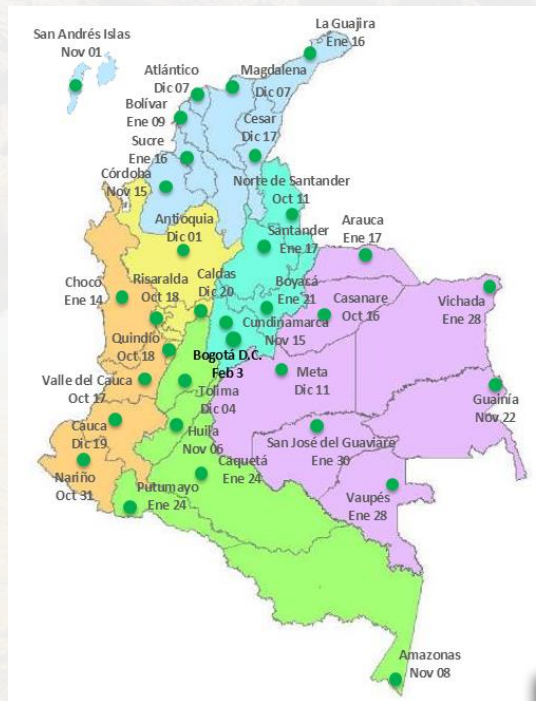 La Guajira
Ene 16
San Andrés Islas
Nov 01
Atlántico
Dic 07
Magdalena
Dic 07
Bolívar
Ene 09
Cesar
Dic 17
Sucre
Ene 16
Córdoba
Nov 15
Norte de Santander
Oct 11
Antioquia
Dic 01
Santander
Ene 17
Arauca
Ene 17
Chocó
Ene 14
Risaralda
Oct 18
Caldas
Dic 20
Boyacá
Ene 21
Casanare
Oct 16
Vichada
Ene 28
Cundinamarca
Nov 15
Quindío
Oct 18
Bogotá D.C.
Feb 3
Valle del Cauca
Oct 17
Tolima
Dic 04
Meta
Dic 11
Guainía
Nov 22
Cauca
Dic 19
Huila
Nov 06
San José del Guaviare
Ene 30
Nariño
Oct 31
Caquetá
Ene 24
Putumayo
Ene 24
Vaupés
Ene 28
Amazonas
Nov 08